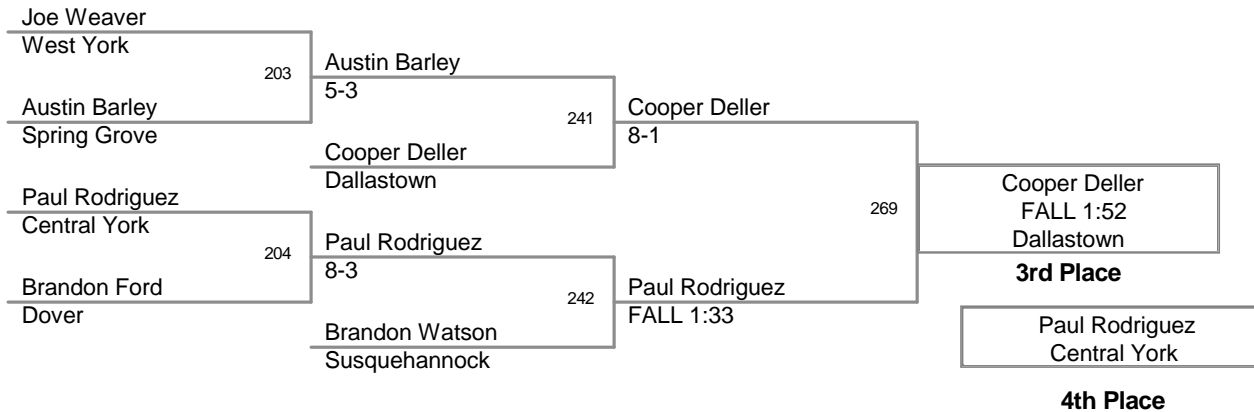 Joe Weaver
West York
203
Austin Barley
5-3
Austin Barley
Spring Grove
241
Cooper Deller
8-1
Cooper Deller
Dallastown
Paul Rodriguez
Central York
204
Paul Rodriguez
8-3
Brandon Ford
Dover
242
Paul Rodriguez
FALL 1:33
Brandon Watson
Susquehannock
269
Cooper Deller
FALL 1:52
Dallastown
3rd Place
Paul Rodriguez
Central York
4th Place